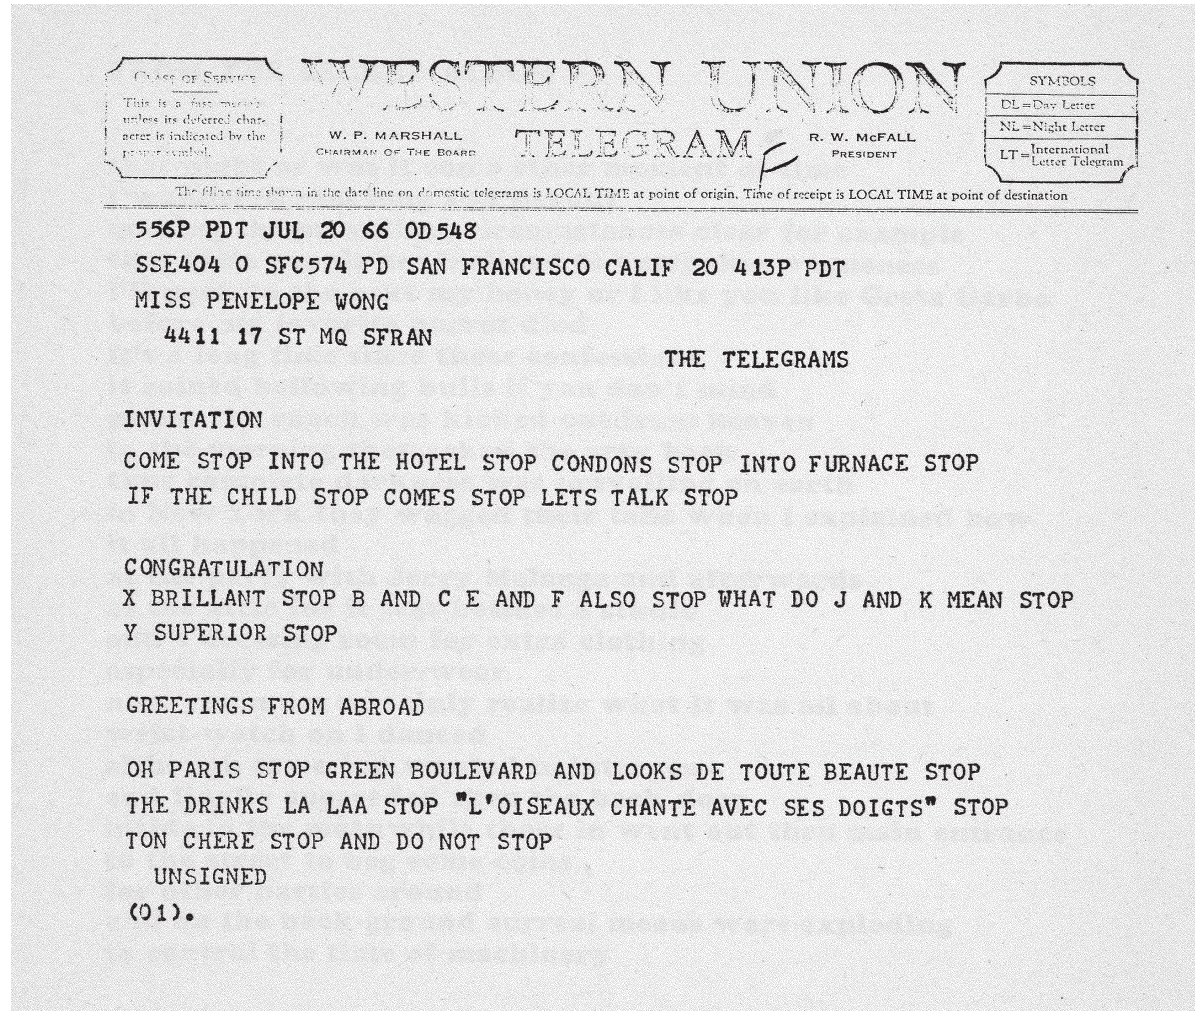 CLASS OF SERVICE
This is a fast message
unless its deferred char-
acter is indicated by the
proper symbol.
WESTERN UNION
TELEGRAM
W. P. MARSHALL
CHAIRMAN OF THE BOARD
R. W. McFALL
PRESIDENT
SYMBOLS
DL=Day Letter
NL=Night Letter
LT=International Letter Telegram
The filing time shown in the date line on domestic telegrams is LOCAL TIME at point of origin. Time of receipt is LOCAL TIME at point of destination
556P PDT JUL 20 66 OD548
SSE404 O SFC574 PD SAN FRANCISCO CALIF 20 413P PDT
MISS PENELOPE WONG
4411 17 ST MQ SFRAN
THE TELEGRAMS
INVITATION
COME STOP INTO THE HOTEL STOP CONDONS STOP INTO FURNACE STOP
IF THE CHILD STOP COMES STOP LETS TALK STOP
CONGRATULATION
X BRILLANT STOP B AND C E AND F ALSO STOP WHAT DO J AND K MEAN STOP
Y SUPERIOR STOP
GREETINGS FROM ABROAD
OH PARIS STOP GREEN BOULEVARD AND LOOKS DE TOUTE BEAUTE STOP
THE DRINKS LA LAA STOP "L'OISEAUX CHANTE AVEC SES DOIGTS" STOP
TON CHERE STOP AND DO NOT STOP
UNSIGNED
(01).